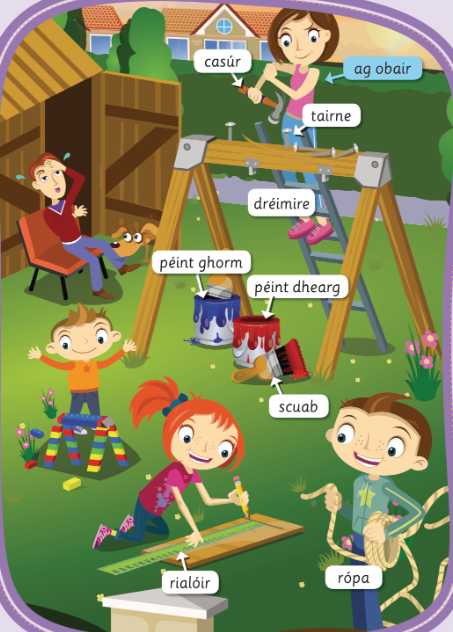 casúr
ag obair
tairne
dréimire
péint ghorm
péint dhearg
scuab
rialóir
rópa